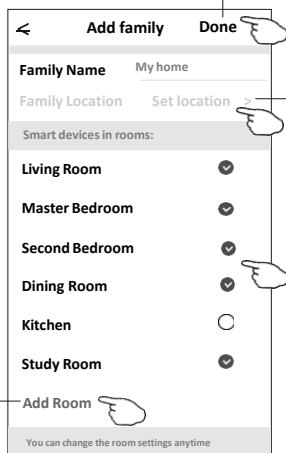 Add family Done
Family Name My home
Family Location Set location >
Smart devices in rooms:
Living Room
Master Bedroom
Second Bedroom
Dining Room
Kitchen
Study Room
Add Room
You can change the room settings anytime